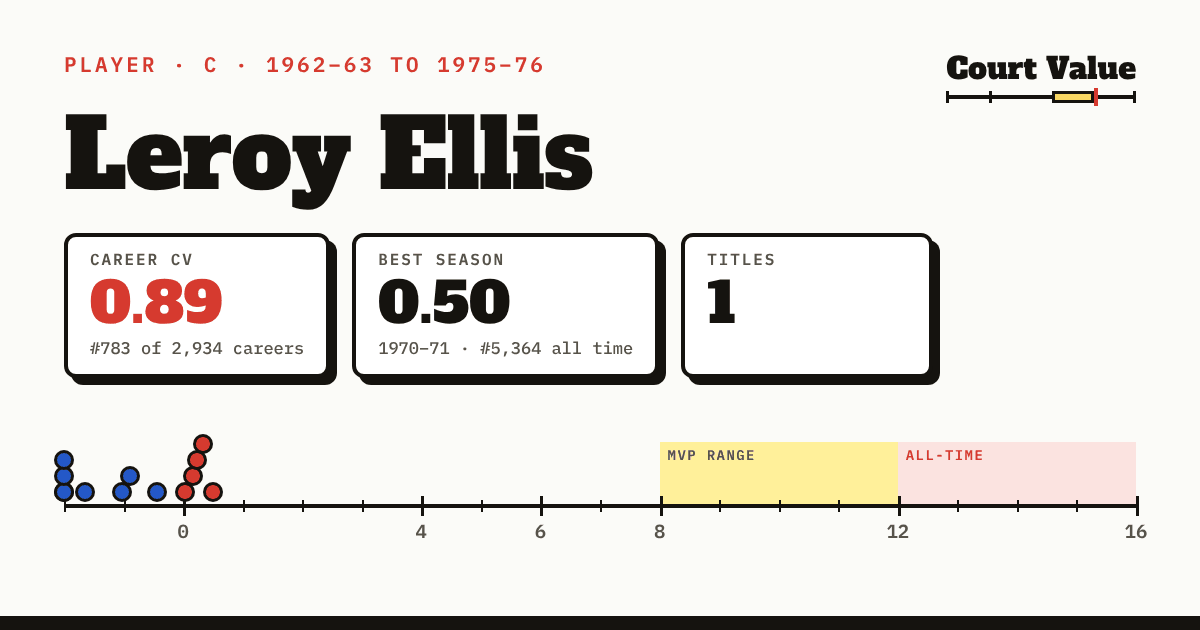 PLAYER · C · 1962–63 TO 1975–76
Court Value
Leroy Ellis
CAREER CV
0.89
#783 of 2,934 careers
BEST SEASON
0.50
1970–71 · #5,364 all time
TITLES
1
MVP RANGE
ALL-TIME
0 4 6 8 12 16